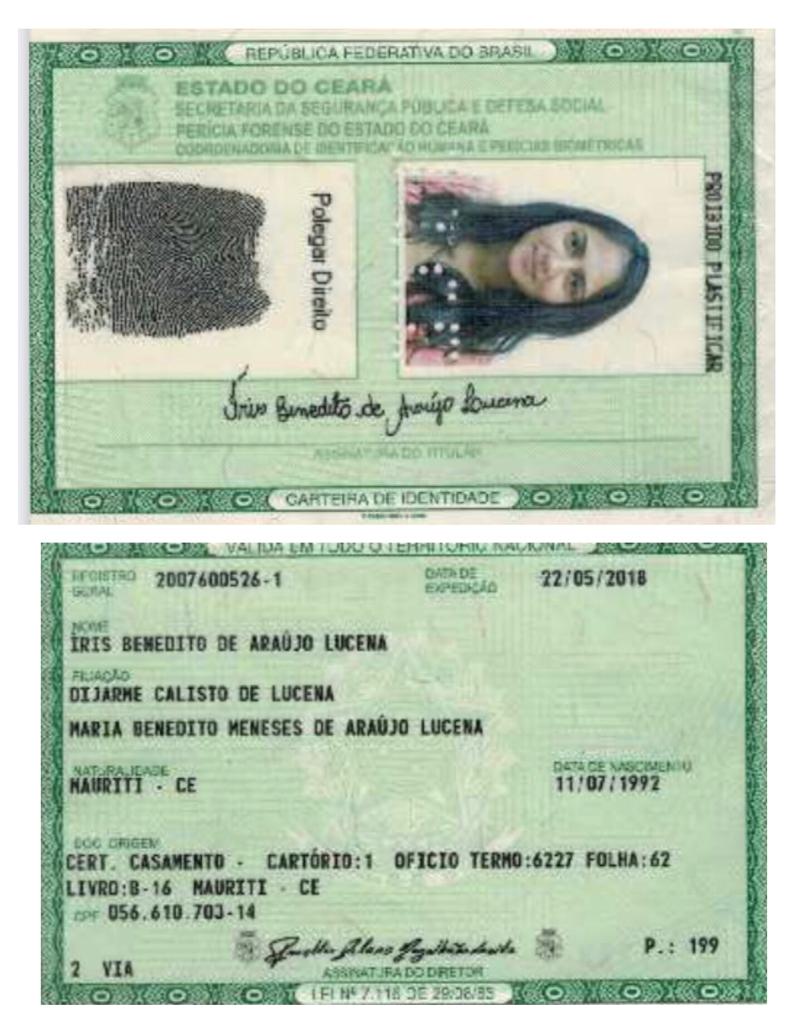 REPÚBLICA FEDERATIVA DO BRASIL
ESTADO DO CEARÁ
SECRETARIA DA SEGURANÇA PÚBLICA E DEFESA SOCIAL
PERÍCIA FORENSE DO ESTADO DO CEARÁ
COORDENADORIA DE IDENTIFICAÇÃO HUMANA E PERÍCIAS BIOMÉTRICAS
Polegar Direito
PROIBIDO PLASTIFICAR
Íris Benedito de Araújo Lucena
ASSINATURA DO TITULAR
CARTEIRA DE IDENTIDADE
VÁLIDA EM TODO O TERRITÓRIO NACIONAL
REGISTRO GERAL 2007600526-1 DATA DE EXPEDIÇÃO 22/05/2018
NOME
ÍRIS BENEDITO DE ARAÚJO LUCENA
FILIAÇÃO
DIJARME CALISTO DE LUCENA
MARIA BENEDITO MENESES DE ARAÚJO LUCENA
NATURALIDADE DATA DE NASCIMENTO
MAURITI - CE 11/07/1992
DOC ORIGEM
CERT. CASAMENTO - CARTÓRIO:1 OFICIO TERMO:6227 FOLHA:62
LIVRO:B-16 MAURITI - CE
CPF 056.610.703-14
P.: 199
2 VIA
ASSINATURA DO DIRETOR
LEI Nº 7.116 DE 29/08/83